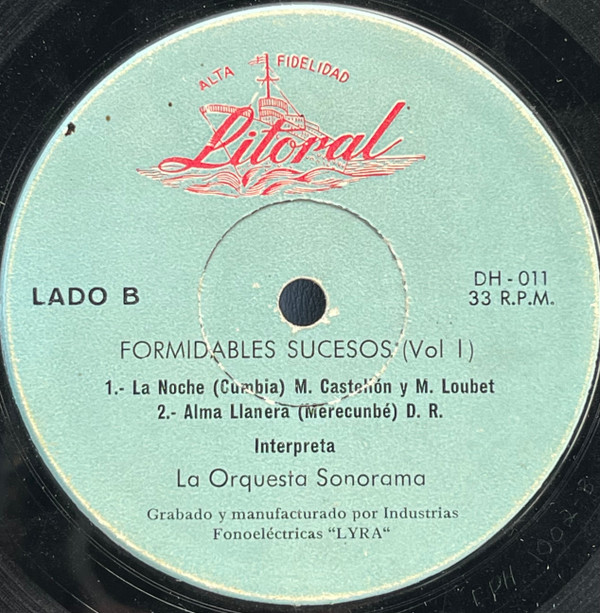 ALTA FIDELIDAD
Litoral
LADO B
DH - 011
33 R.P.M.
FORMIDABLES SUCESOS (Vol I)
1.- La Noche (Cumbia) M. Castellón y M. Loubet
2.- Alma Llanera (Merecunbé) D. R.
Interpreta
La Orquesta Sonorama
Grabado y manufacturado por Industrias
Fonoeléctricas “LYRA“